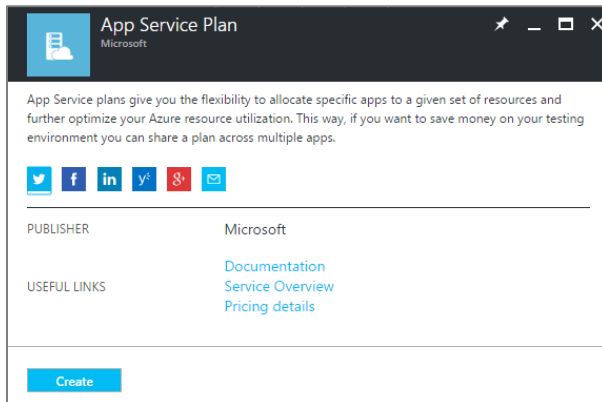 App Service Plan
Microsoft
App Service plans give you the flexibility to allocate specific apps to a given set of resources and
further optimize your Azure resource utilization. This way, if you want to save money on your testing
environment you can share a plan across multiple apps.
f in y 8+
PUBLISHER Microsoft
USEFUL LINKS
Documentation
Service Overview
Pricing details
Create